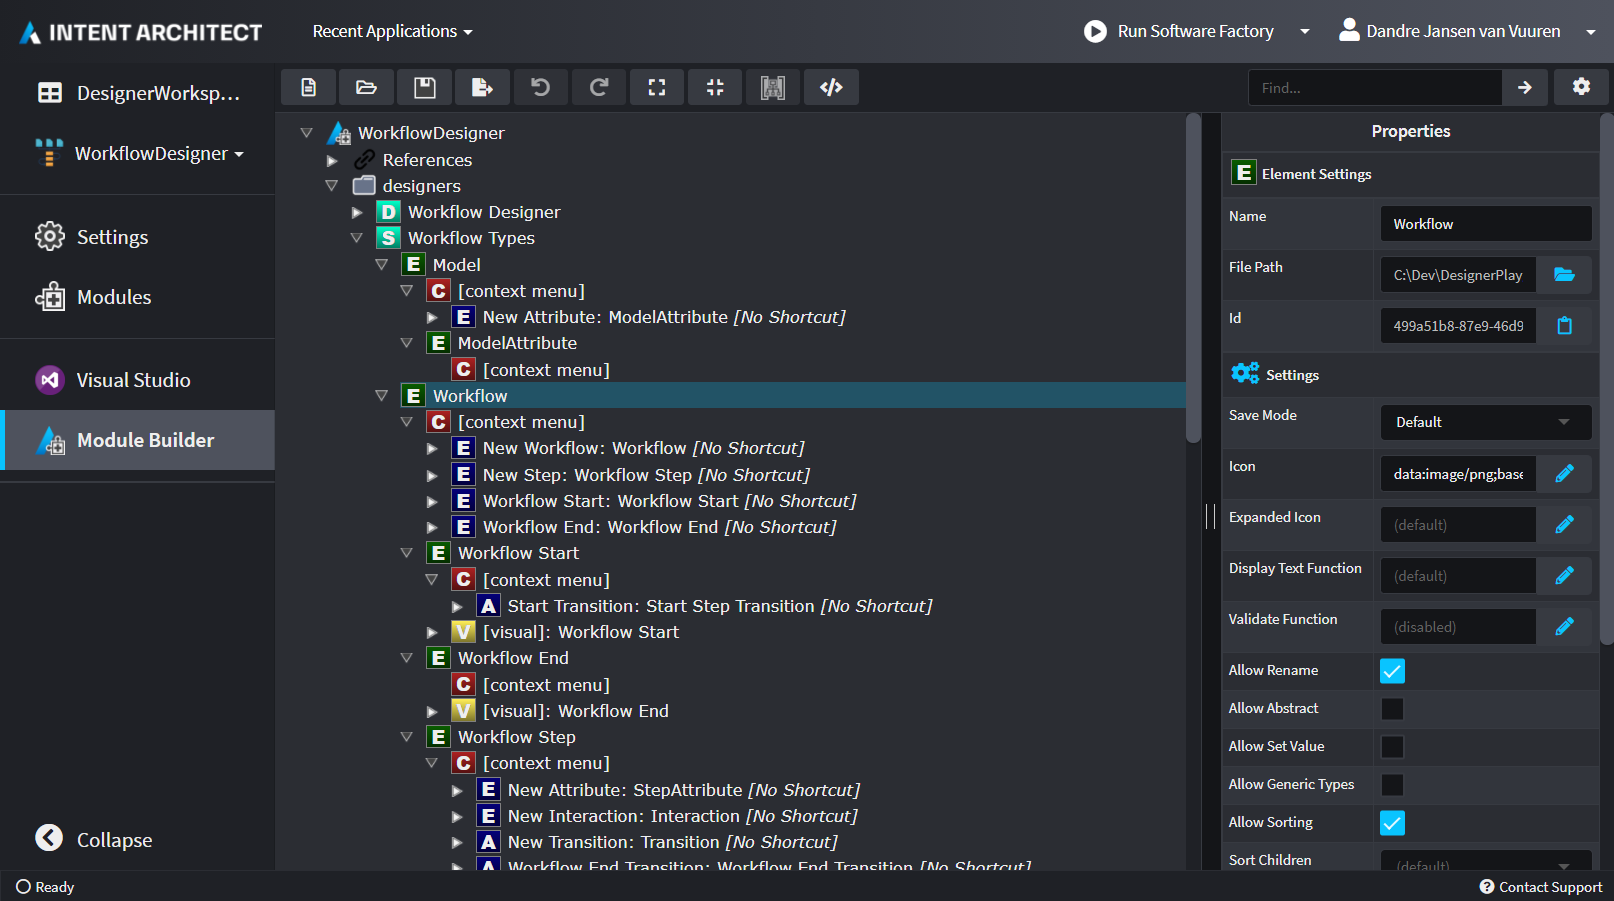 INTENT ARCHITECT
Recent Applications
Run Software Factory
Dandre Jansen van Vuuren
DesignerWorksp...
WorkflowDesigner
Settings
Modules
Visual Studio
Module Builder
Collapse
Find...
WorkflowDesigner
References
designers
D Workflow Designer
S Workflow Types
E Model
C [context menu]
E New Attribute: ModelAttribute [No Shortcut]
E ModelAttribute
C [context menu]
E Workflow
C [context menu]
E New Workflow: Workflow [No Shortcut]
E New Step: Workflow Step [No Shortcut]
E Workflow Start: Workflow Start [No Shortcut]
E Workflow End: Workflow End [No Shortcut]
E Workflow Start
C [context menu]
A Start Transition: Start Step Transition [No Shortcut]
V [visual]: Workflow Start
E Workflow End
C [context menu]
V [visual]: Workflow End
E Workflow Step
C [context menu]
E New Attribute: StepAttribute [No Shortcut]
E New Interaction: Interaction [No Shortcut]
A New Transition: Transition [No Shortcut]
A Workflow End Transition: Workflow End Transition [No Shortcut]
Properties
E Element Settings
Name Workflow
File Path C:\Dev\DesignerPlay
Id 499a51b8-87e9-46d9
Settings
Save Mode Default
Icon data:image/png;base
Expanded Icon (default)
Display Text Function (default)
Validate Function (disabled)
Allow Rename
Allow Abstract
Allow Set Value
Allow Generic Types
Allow Sorting
Sort Children (default)
Ready
Contact Support